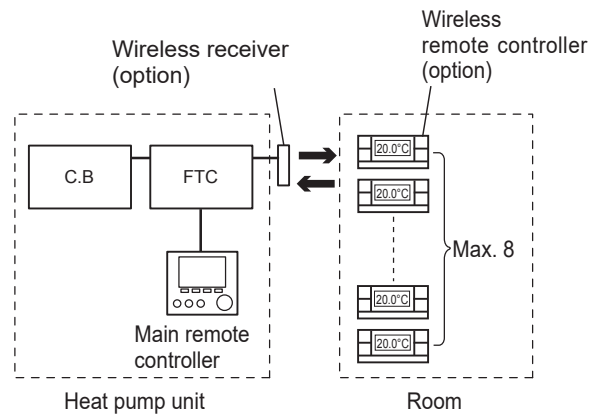 Wireless receiver
(option)
Wireless
remote controller
(option)
C.B
FTC
20.0°C
20.0°C
Max. 8
20.0°C
20.0°C
Main remote
controller
Heat pump unit
Room